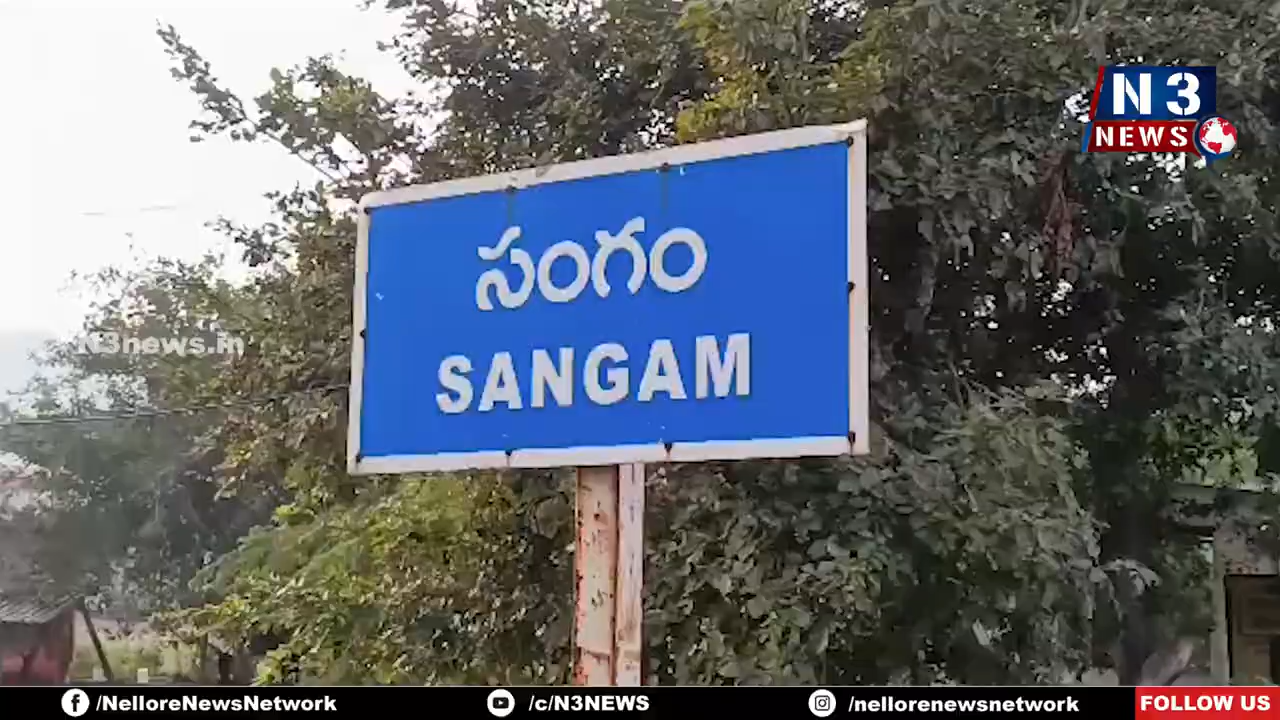 N3
NEWS
సంగం
SANGAM
N3news.in
/NelloreNewsNetwork
/c/N3NEWS
/nellorenewsnetwork
FOLLOW US